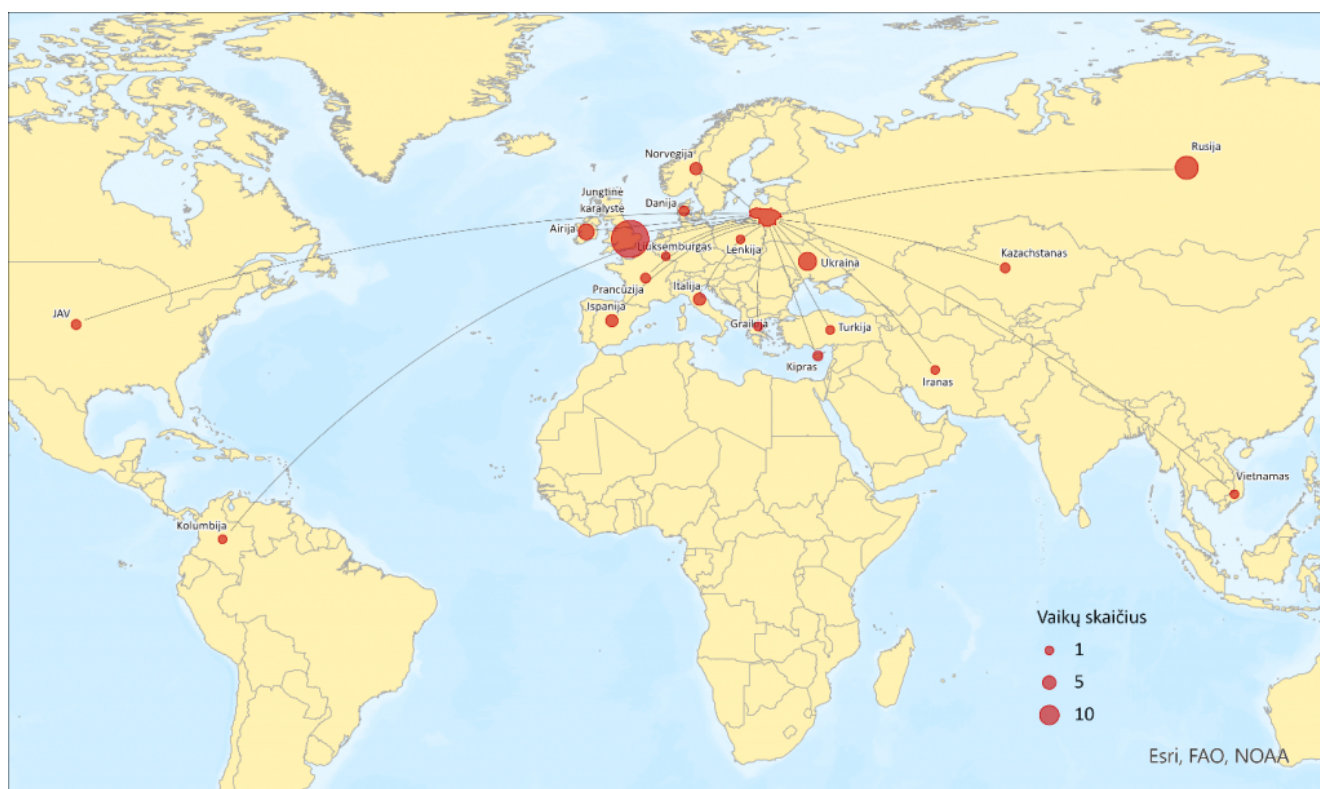 Norvegija
Rusija
Jungtinė
karalystė
Danija
Airija
Liuksemburgas
Lenkija
Ukraina
Kazachstanas
Prancūzija
Italija
Ispanija
JAV
Graikija
Turkija
Kipras
Iranas
Vietnamas
Kolumbija
Vaikų skaičius
1
5
10
Esri, FAO, NOAA